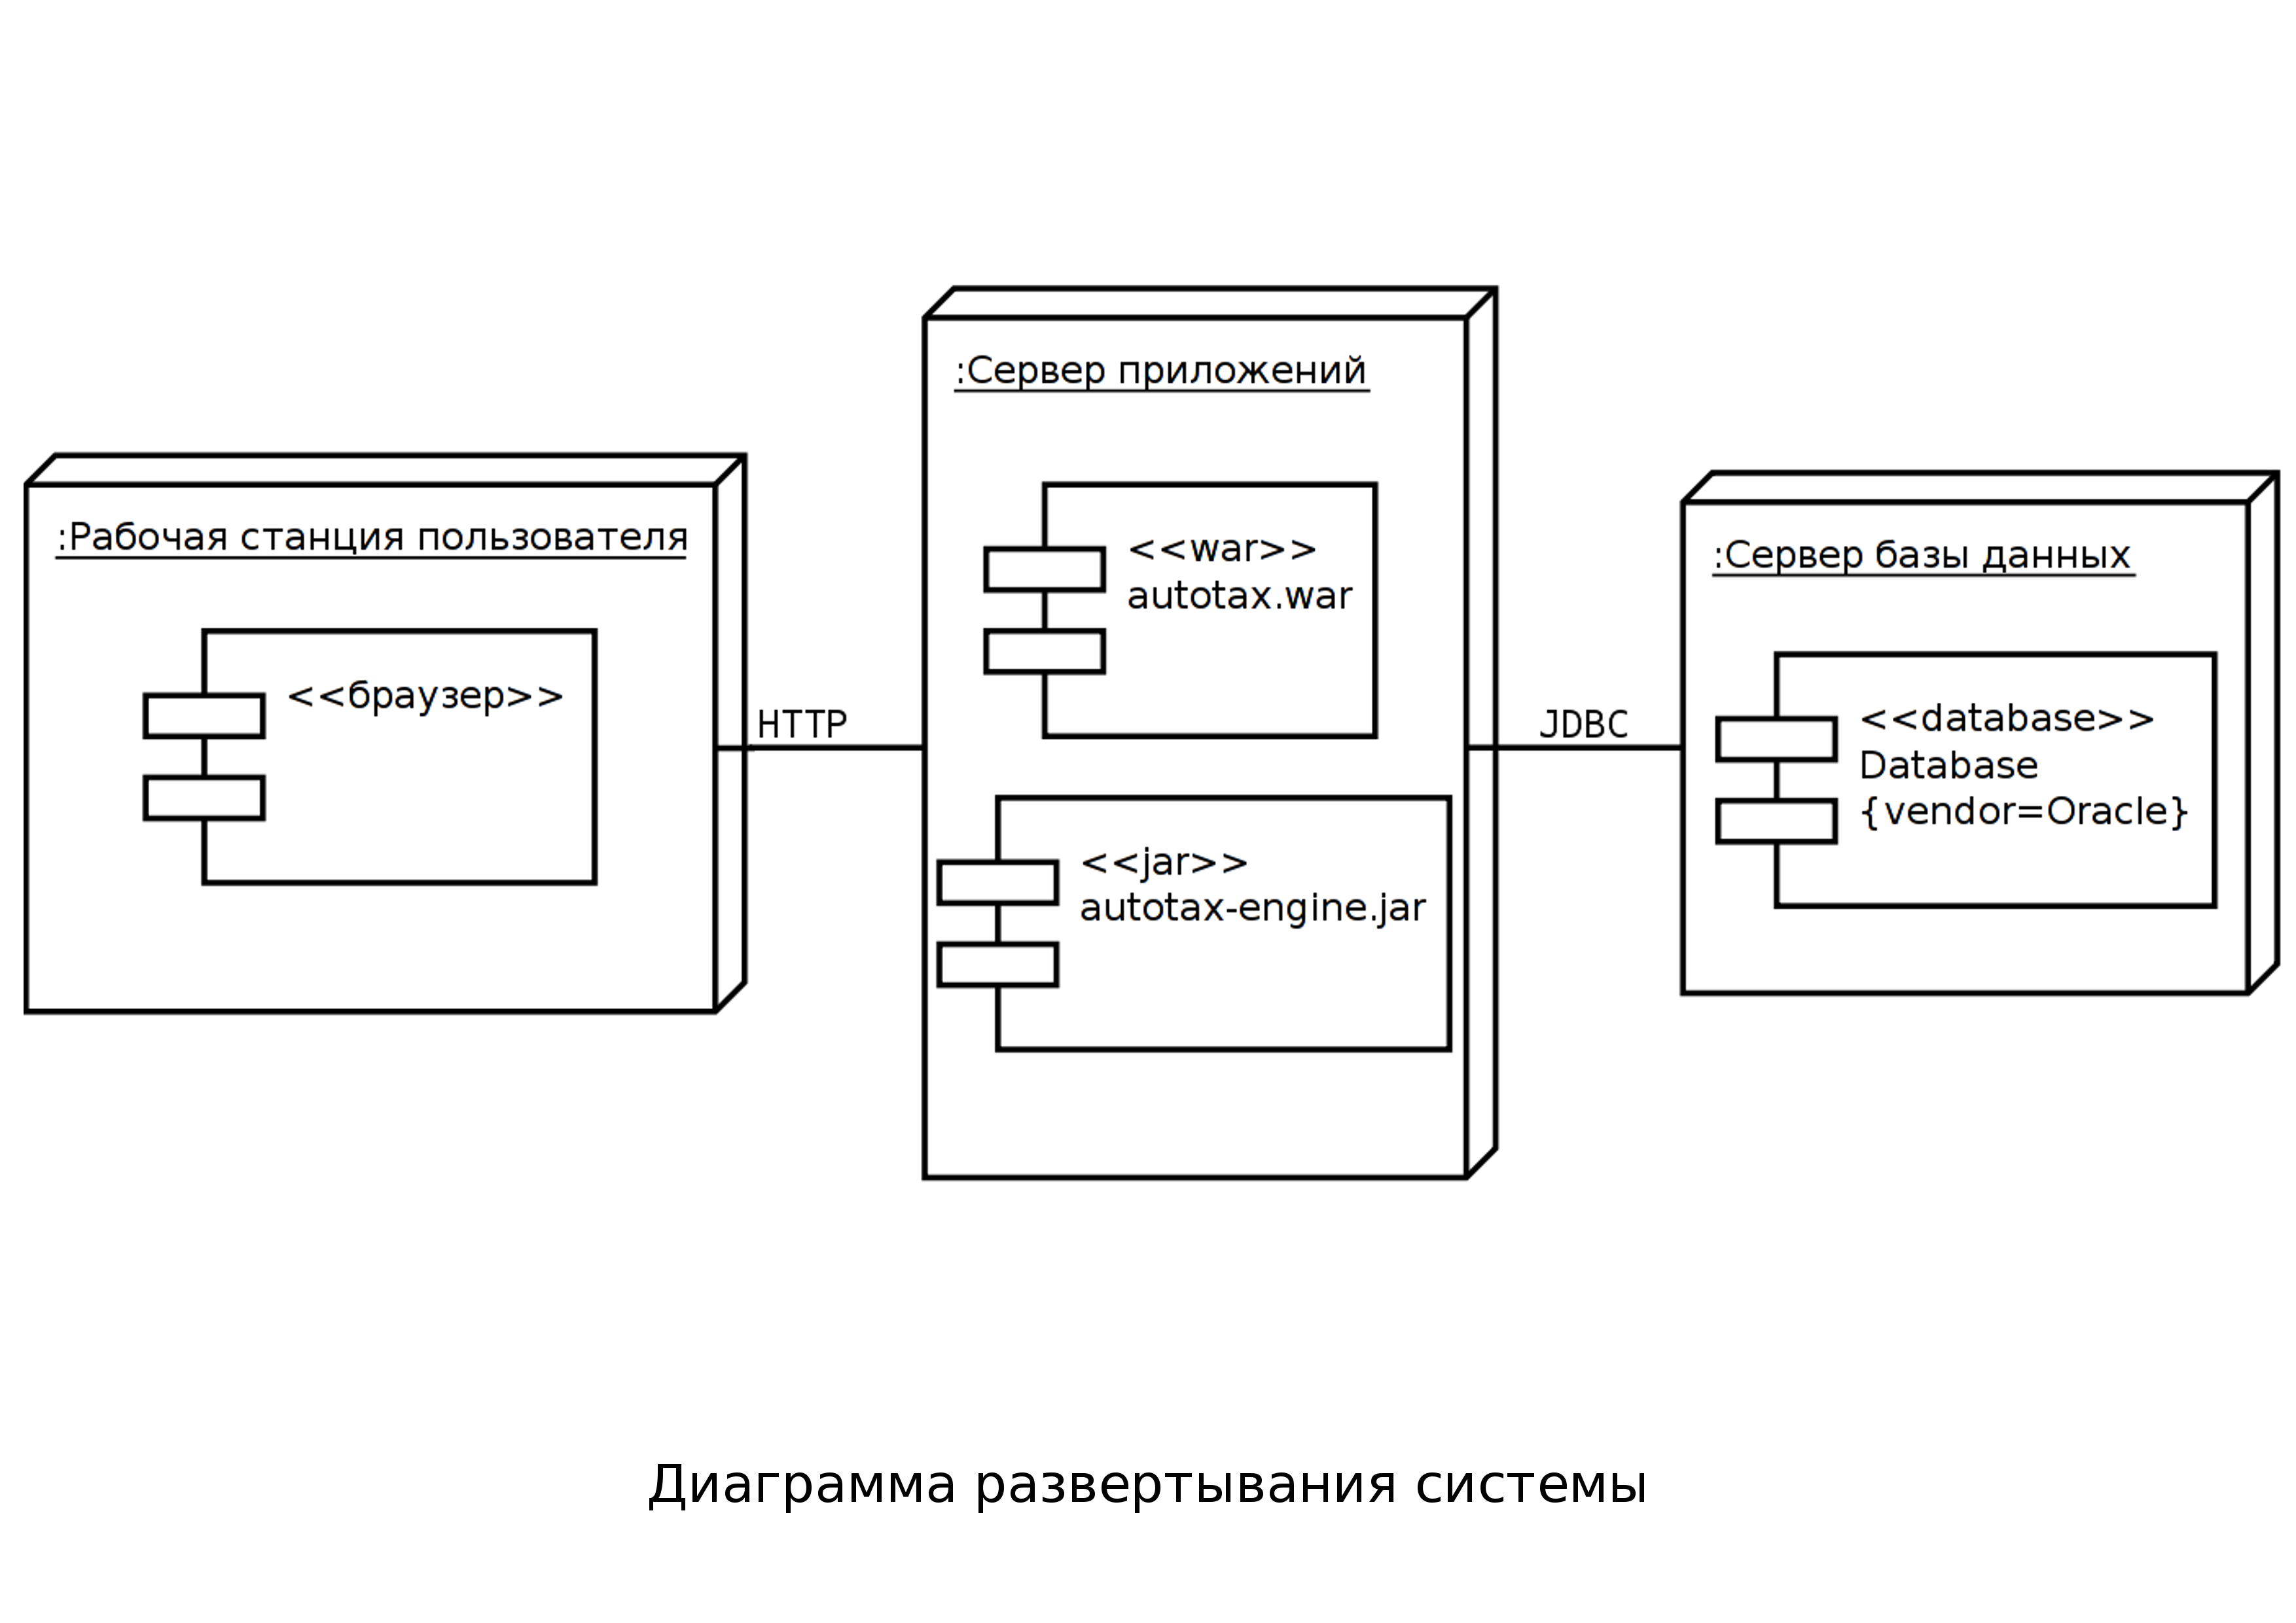 :Рабочая станция пользователя
<<браузер>>
HTTP
:Сервер приложений
<<war>>
autotax.war
<<jar>>
autotax-engine.jar
JDBC
:Сервер базы данных
<<database>>
Database
{vendor=Oracle}
Диаграмма развертывания системы